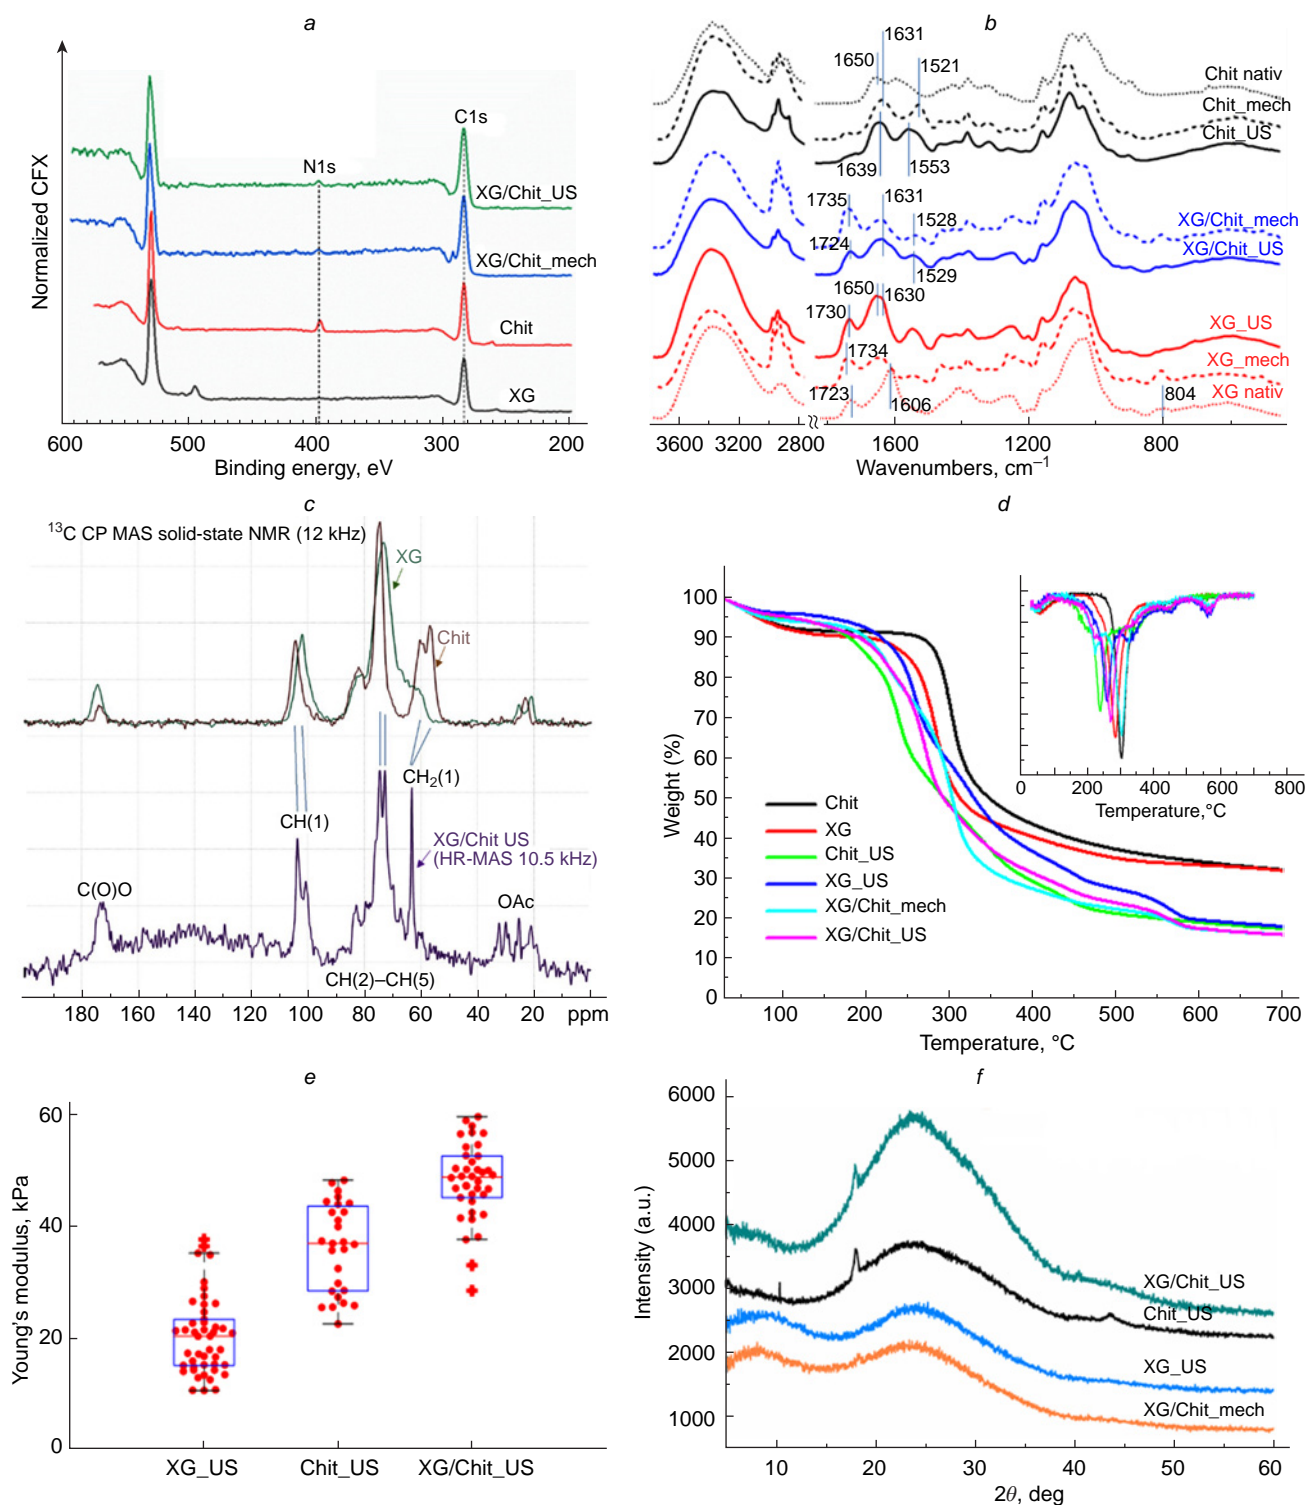 a
Normalized CFX
C1s
N1s
XG/Chit_US
XG/Chit_mech
Chit
XG
600 500 400 300 200
Binding energy, eV
b
1631
1650 1521
Chit nativ
Chit_mech
Chit_US
1639 1553
1735 1631
1528
XG/Chit_mech
XG/Chit_US
1724
1529
1650 1630
1730
XG_US
1734
XG_mech
XG nativ
1723 1606 804
3600 3200 2800 1600 1200 800
Wavenumbers, cm⁻¹
c
¹³C CP MAS solid-state NMR (12 kHz)
XG
Chit
CH₂(1)
CH(1)
XG/Chit US
(HR-MAS 10.5 kHz)
C(O)O
OAc
CH(2)–CH(5)
180 160 140 120 100 80 60 40 20 ppm
d
Weight (%)
100
90
80
70
60
50
40
30
20
10
0
Chit
XG
Chit_US
XG_US
XG/Chit_mech
XG/Chit_US
0 200 400 600 800
Temperature,°C
100 200 300 400 500 600 700
Temperature, °C
e
Young's modulus, kPa
60
40
20
0
XG_US Chit_US XG/Chit_US
f
Intensity (a.u.)
6000
5000
4000
3000
2000
1000
XG/Chit_US
Chit_US
XG_US
XG/Chit_mech
10 20 30 40 50 60
2θ, deg